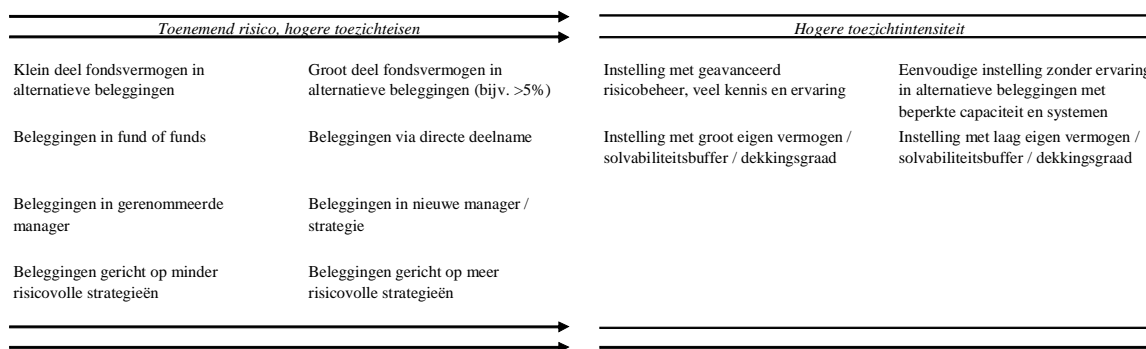 Toenemend risico, hogere toezichteisen
Hogere toezichtintensiteit
Klein deel fondsvermogen in
alternatieve beleggingen
Groot deel fondsvermogen in
alternatieve beleggingen (bijv. >5%)
Instelling met geavanceerd
risicobeheer, veel kennis en ervaring
Eenvoudige instelling zonder ervaring
in alternatieve beleggingen met
beperkte capaciteit en systemen
Beleggingen in fund of funds
Beleggingen via directe deelname
Instelling met groot eigen vermogen /
solvabiliteitsbuffer / dekkingsgraad
Instelling met laag eigen vermogen /
solvabiliteitsbuffer / dekkingsgraad
Beleggingen in gerenommeerde
manager
Beleggingen in nieuwe manager /
strategie
Beleggingen gericht op minder
risicovolle strategieën
Beleggingen gericht op meer
risicovolle strategieën